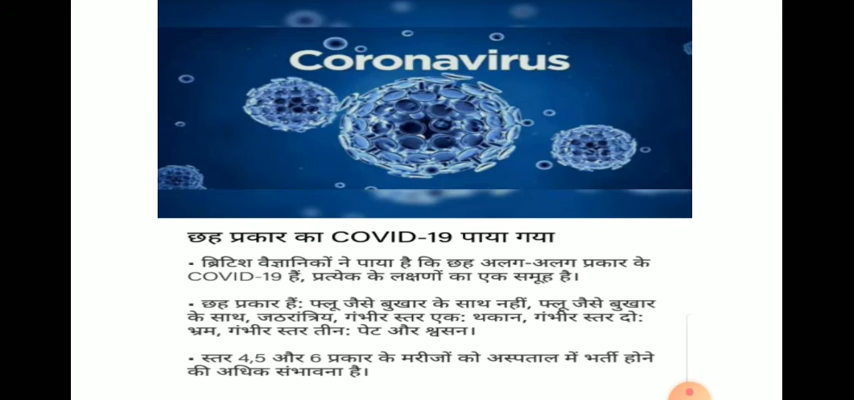 Coronavirus
छह प्रकार का COVID-19 पाया गया
• ब्रिटिश वैज्ञानिकों ने पाया है कि छह अलग-अलग प्रकार के
COVID-19 हैं, प्रत्येक के लक्षणों का एक समूह है।
• छह प्रकार हैं: फ्लू जैसे बुखार के साथ नहीं, फ्लू जैसे बुखार
के साथ, जठरांत्रिय, गंभीर स्तर एक: थकान, गंभीर स्तर दो:
भ्रम, गंभीर स्तर तीन: पेट और श्वसन।
• स्तर 4,5 और 6 प्रकार के मरीजों को अस्पताल में भर्ती होने
की अधिक संभावना है।